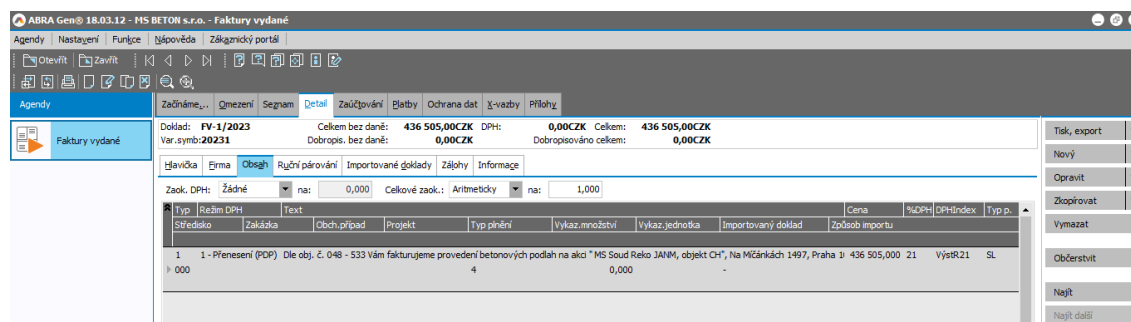 ABRA Gen® 18.03.12 - MS BETON s.r.o. - Faktury vydané
Agendy Nastavení Funkce Nápověda Zákaznický portál
Otevřít Zavřít
Agendy
Začínáme... Omezení Seznam Detail Zaúčtování Platby Ochrana dat X-vazby Přílohy
Faktury vydané
Doklad: FV-1/2023 Celkem bez daně: 436 505,00CZK DPH: 0,00CZK Celkem: 436 505,00CZK
Var.symb:20231 Dobropis. bez daně: 0,00CZK Dobropisováno celkem: 0,00CZK
Hlavička Firma Obsah Ruční párování Importované doklady Zálohy Informace
Zaok. DPH: Žádné na: 0,000 Celkové zaok.: Aritmeticky na: 1,000
Typ Režim DPH Text Cena %DPH DPHIndex Typ p.
Středisko Zakázka Obch.případ Projekt Typ plnění Vykaz.množství Vykaz.jednotka Importovaný doklad Způsob importu
1 1 - Přenesení (PDP) Dle obj. č. 048 - S33 Vám fakturujeme provedení betonových podlah na akci " MS Soud Reko JANM, objekt CH", Na Míčánkách 1497, Praha 1 436 505,000 21 VýstR21 SL
000 4 0,000 -
Tisk, export
Nový
Opravit
Zkopírovat
Vymazat
Občerstvit
Najít
Najít další